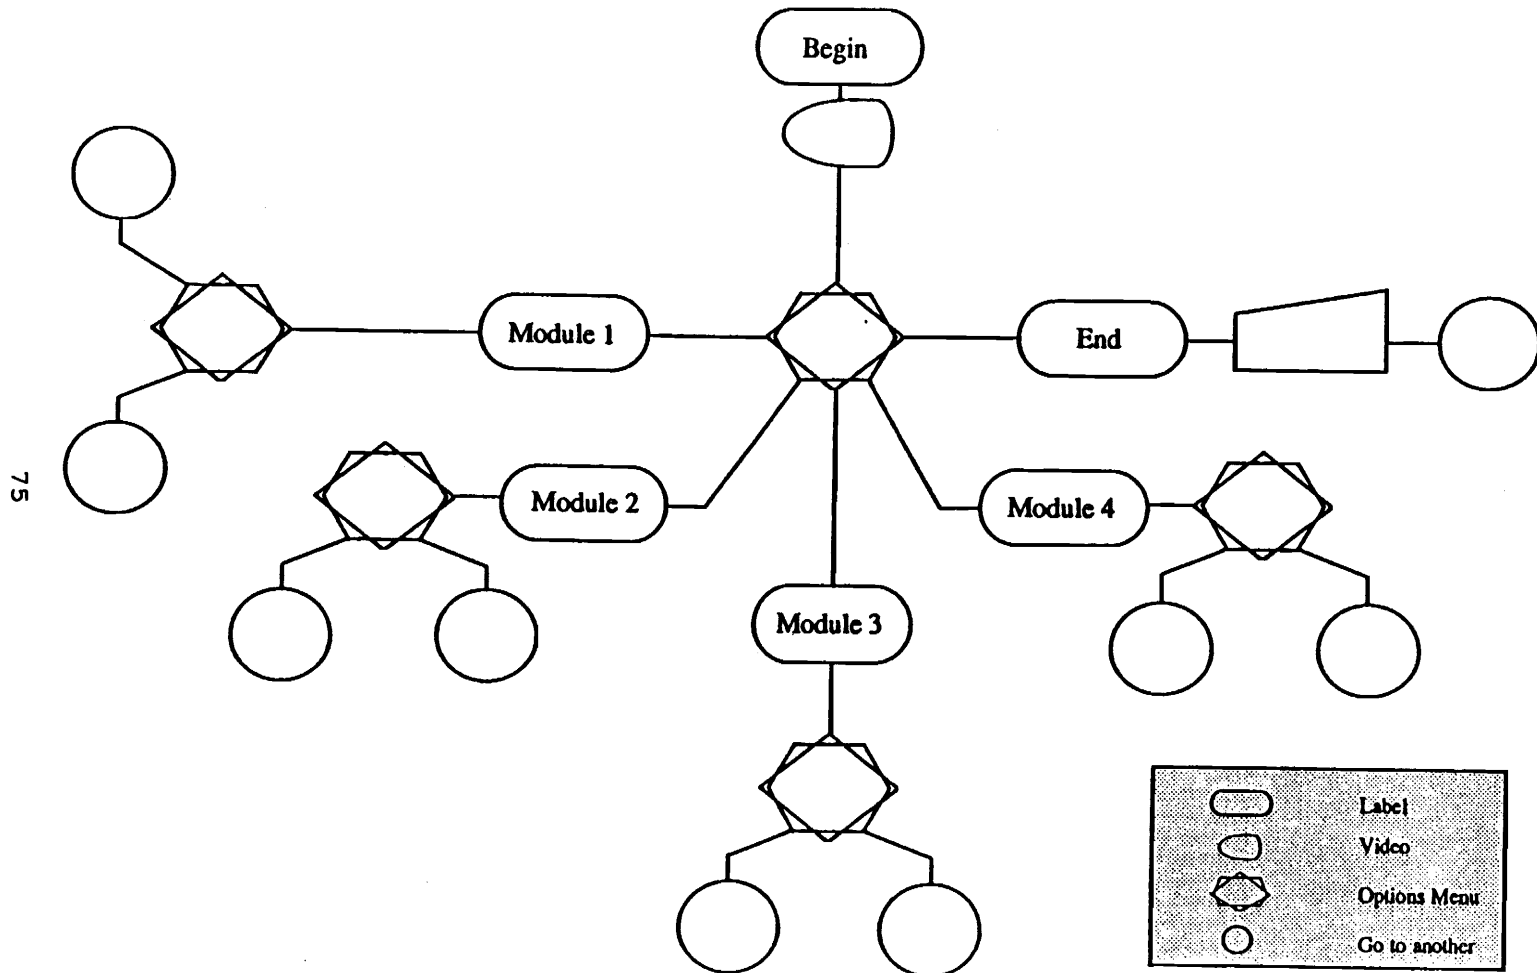 Begin
Module 1
End
Module 2
Module 4
Module 3
75
Label
Video
Options Menu
Go to another